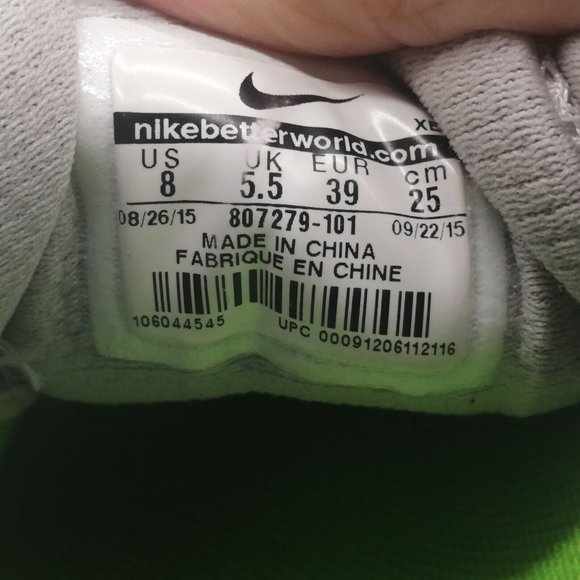 XE
nikebetterworld.com
US UK EUR cm
8 5.5 39 25
08/26/15 807279-101 09/22/15
MADE IN CHINA
FABRIQUE EN CHINE
106044545 UPC 00091206112116